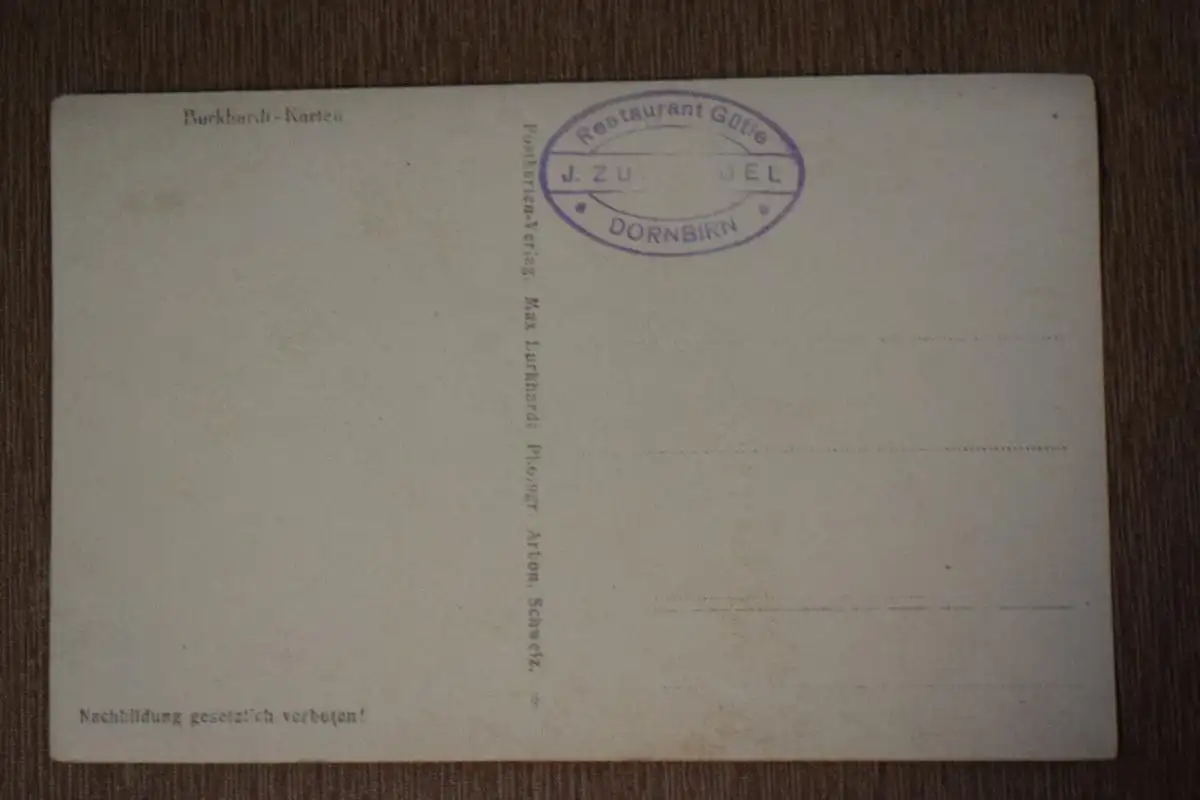 Burkhardt-Karten
Restaurant Gütle
J.
DORNBIRN
Postkarten-Verlag. Max Burkhardt Arbon. Schweiz.
Nachbildung gesetzlich verboten!